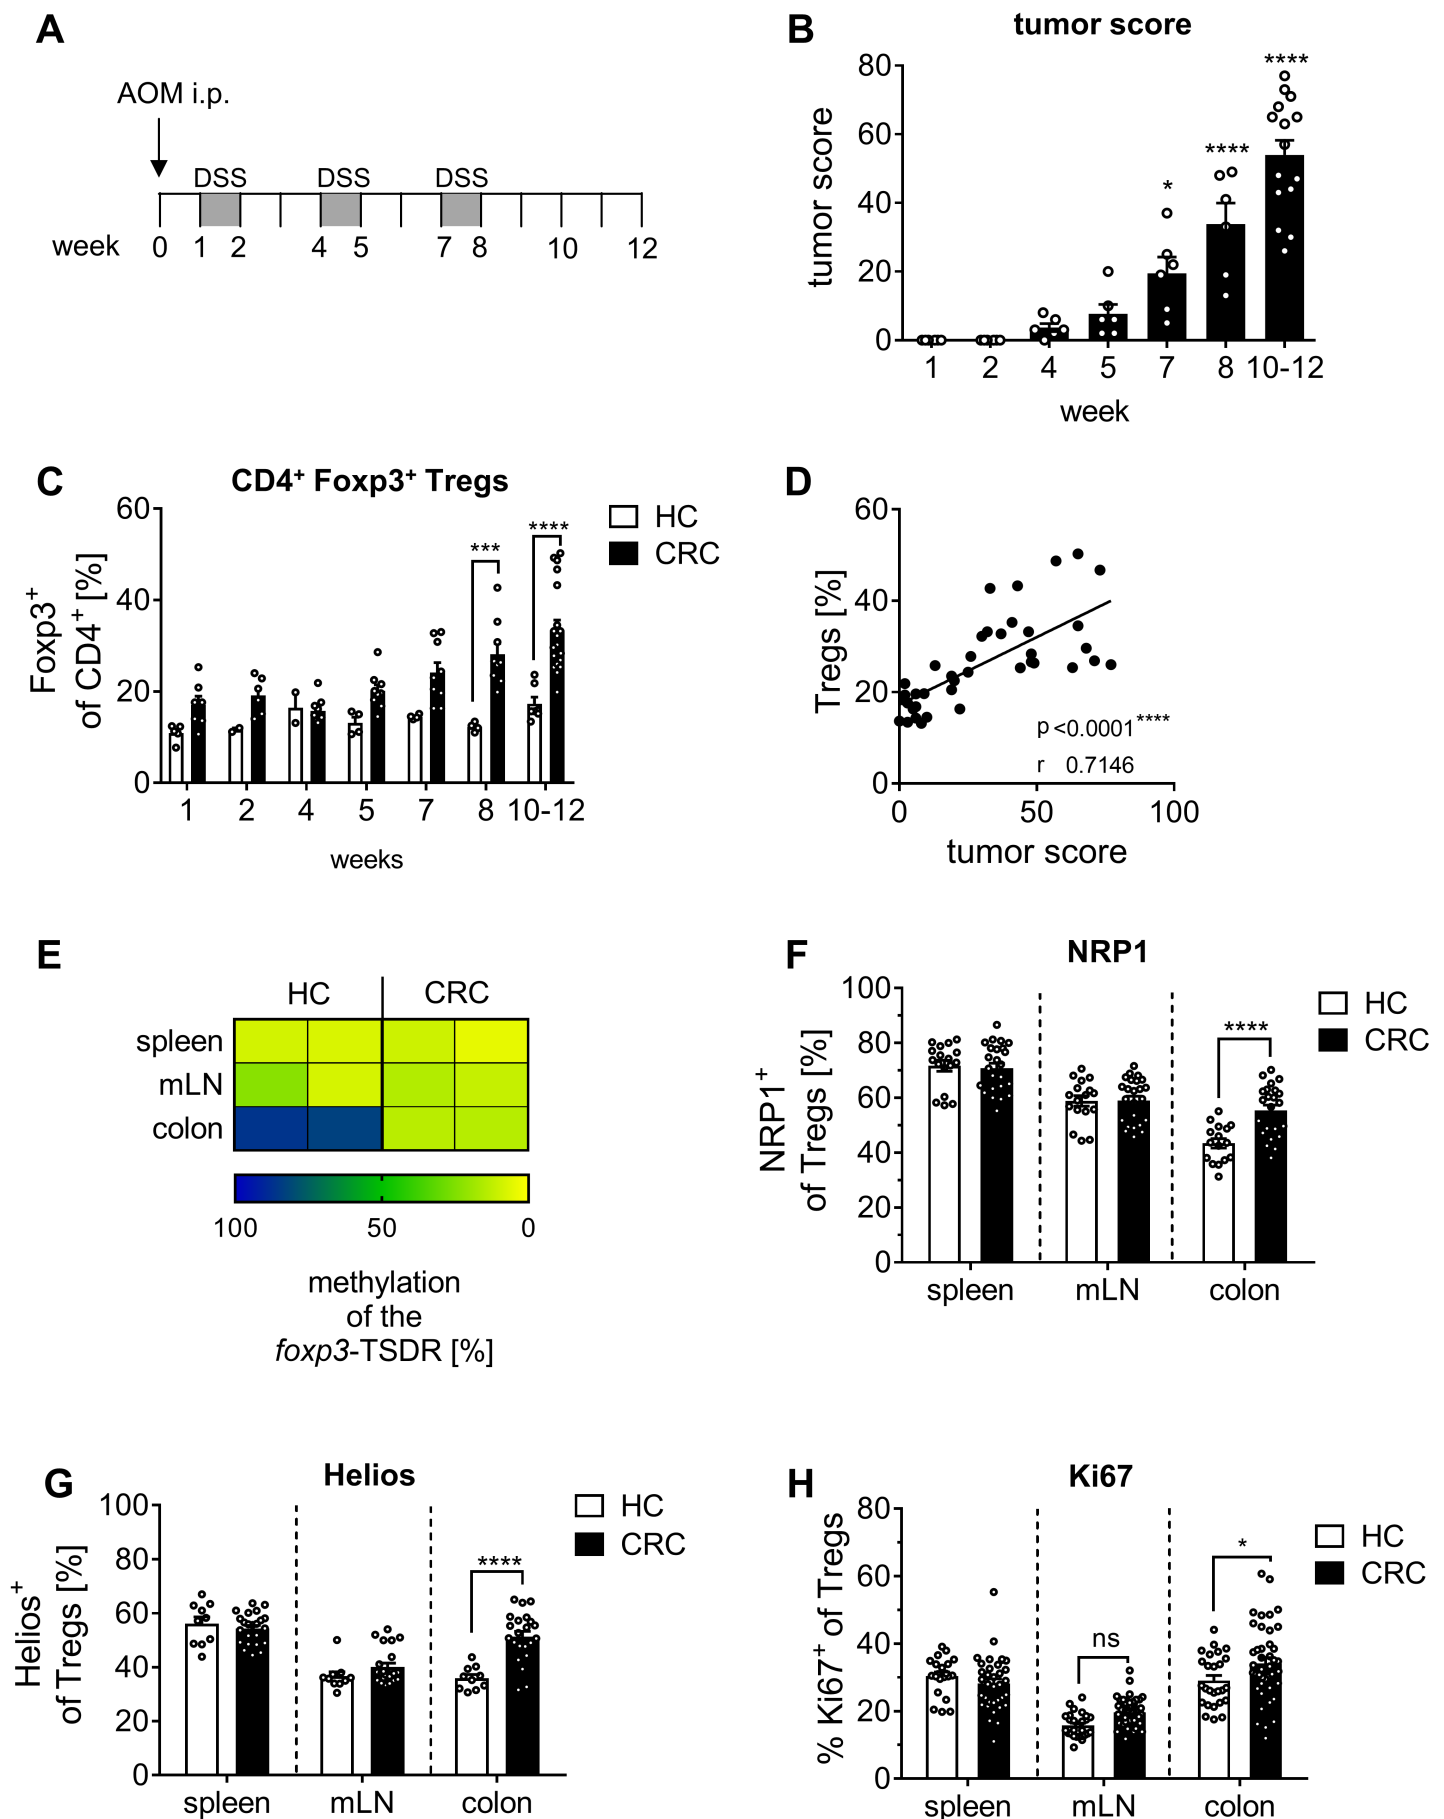 A
AOM i.p.
DSS DSS DSS
week 0 1 2 4 5 7 8 10 12
B
tumor score
tumor score
80
60
40
20
0
* **** ****
1 2 4 5 7 8 10-12
week
C
CD4+ Foxp3+ Tregs
Foxp3+
of CD4+ [%]
60
40
20
0
*** ****
HC
CRC
1 2 4 5 7 8 10-12
weeks
D
Tregs [%]
60
40
20
0
p <0.0001****
r 0.7146
0 50 100
tumor score
E
HC CRC
spleen
mLN
colon
100 50 0
methylation
of the
foxp3-TSDR [%]
F
NRP1
NRP1+
of Tregs [%]
100
80
60
40
20
0
****
HC
CRC
spleen mLN colon
G
Helios
Helios+
of Tregs [%]
100
80
60
40
20
0
****
HC
CRC
spleen mLN colon
H
Ki67
% Ki67+ of Tregs
80
60
40
20
0
ns *
HC
CRC
spleen mLN colon